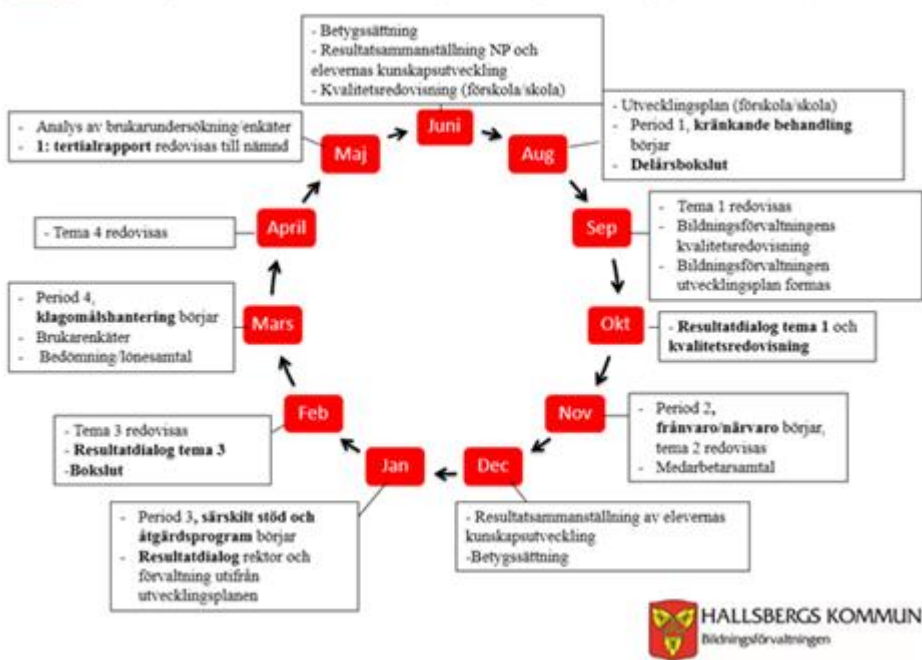 - Betygssättning
- Resultatsammanställning NP och
elevernas kunskapsutveckling
- Kvalitetsredovisning (förskola/skola)
Juni
- Utvecklingsplan (förskola/skola)
- Period 1, kränkande behandling
börjar
- Delårsbokslut
Aug
- Tema 1 redovisas
- Bildningsförvaltningens
kvalitetsredovisning
- Bildningsförvaltningen
utvecklingsplan formas
Sep
- Resultatdialog tema 1 och
kvalitetsredovisning
Okt
- Period 2, frånvaro/närvaro börjar,
tema 2 redovisas
- Medarbetarsamtal
Nov
- Resultatsammanställning av elevernas
kunskapsutveckling
-Betygssättning
Dec
- Period 3, särskilt stöd och
åtgärdsprogram börjar
- Resultatdialog rektor och
förvaltning utifrån
utvecklingsplanen
Jan
- Tema 3 redovisas
- Resultatdialog tema 3
-Bokslut
Feb
- Period 4,
klagomålshantering börjar
- Brukarenkäter
- Bedömning/lönesamtal
Mars
- Tema 4 redovisas
April
- Analys av brukarundersökning/enkäter
- 1: tertialrapport redovisas till nämnd
Maj
HALLSBERGS KOMMUN
Bildningsförvaltningen